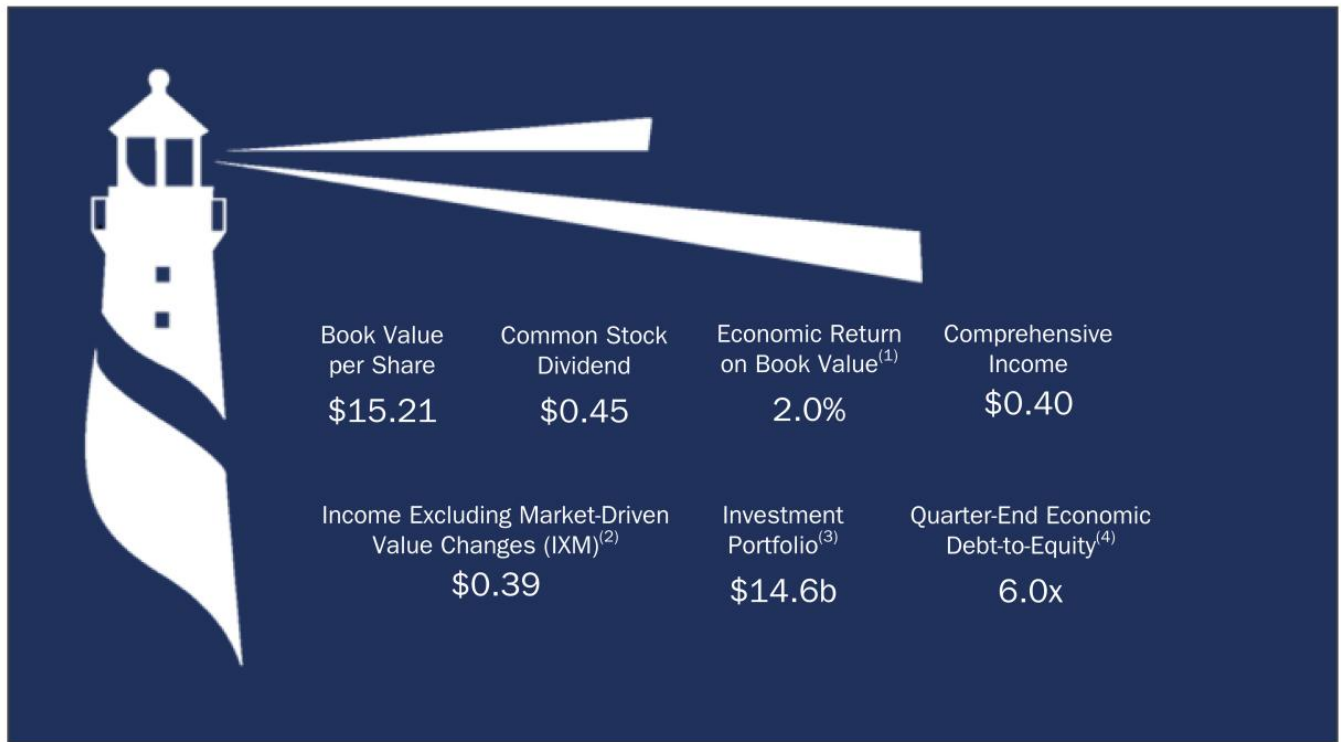 Book Value
per Share
$15.21
Common Stock
Dividend
$0.45
Economic Return
on Book Value(1)
2.0%
Comprehensive
Income
$0.40
Income Excluding Market-Driven
Value Changes (IXM)(2)
$0.39
Investment
Portfolio(3)
$14.6b
Quarter-End Economic
Debt-to-Equity(4)
6.0x